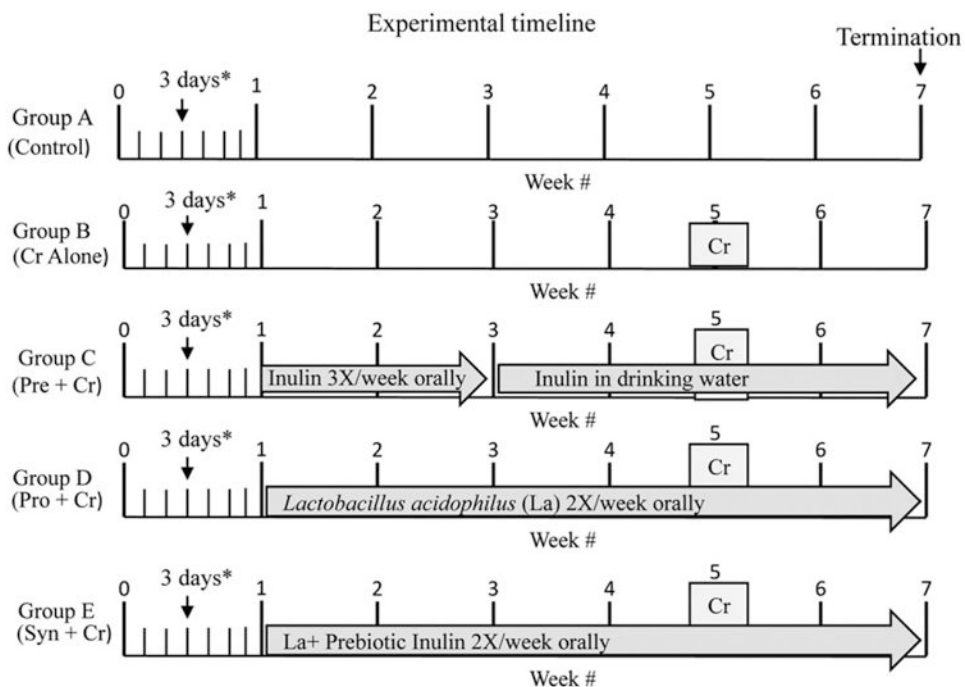 Experimental timeline
Termination
3 days*
0 1 2 3 4 5 6 7
Group A
(Control)
Week #
3 days*
0 1 2 3 4 5 6 7
Group B
(Cr Alone)
Cr
Week #
3 days*
0 1 2 3 4 5 6 7
Group C
(Pre + Cr)
Cr
Inulin 3X/week orally Inulin in drinking water
Week #
3 days*
0 1 2 3 4 5 6 7
Group D
(Pro + Cr)
Cr
Lactobacillus acidophilus (La) 2X/week orally
Week #
3 days*
0 1 2 3 4 5 6 7
Group E
(Syn + Cr)
Cr
La+ Prebiotic Inulin 2X/week orally
Week #